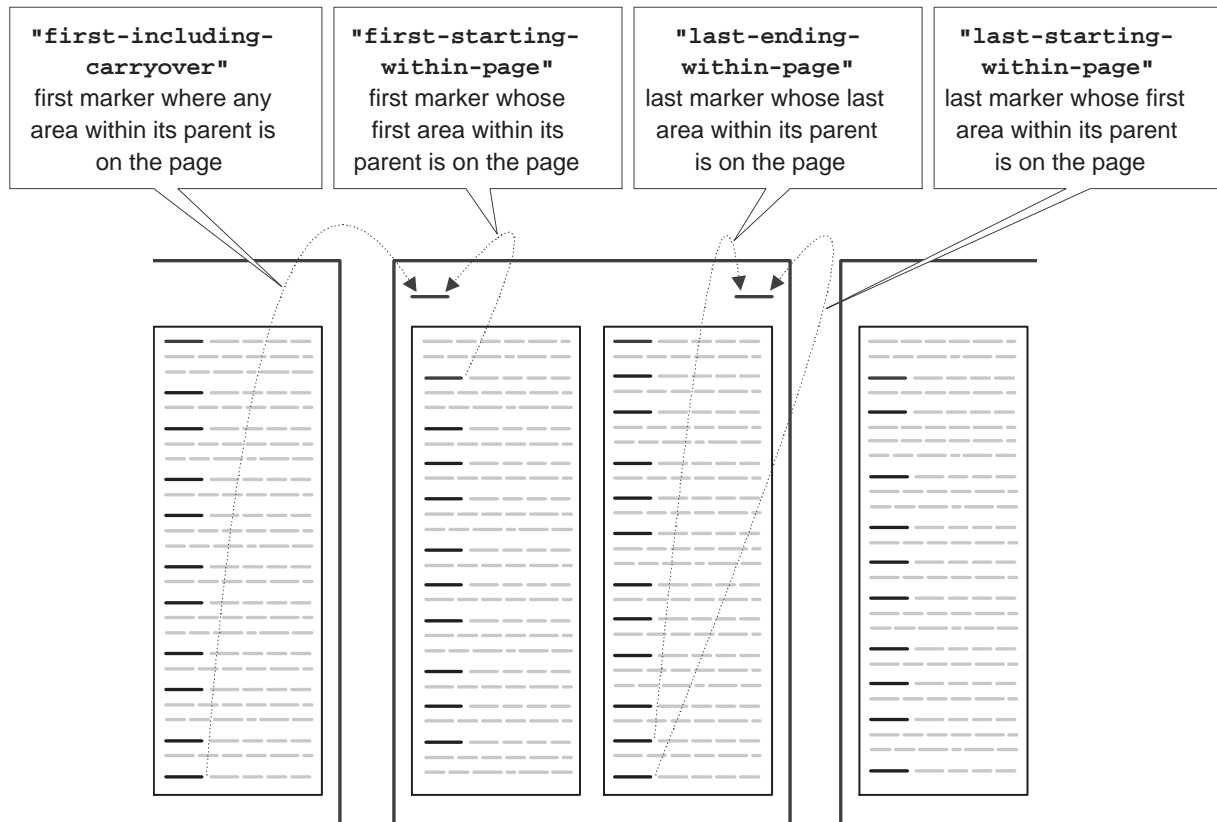 "first-including-
carryover"
first marker where any
area within its parent is
on the page
"first-starting-
within-page"
first marker whose
first area within its
parent is on the page
"last-ending-
within-page"
last marker whose last
area within its parent
is on the page
"last-starting-
within-page"
last marker whose first
area within its parent
is on the page